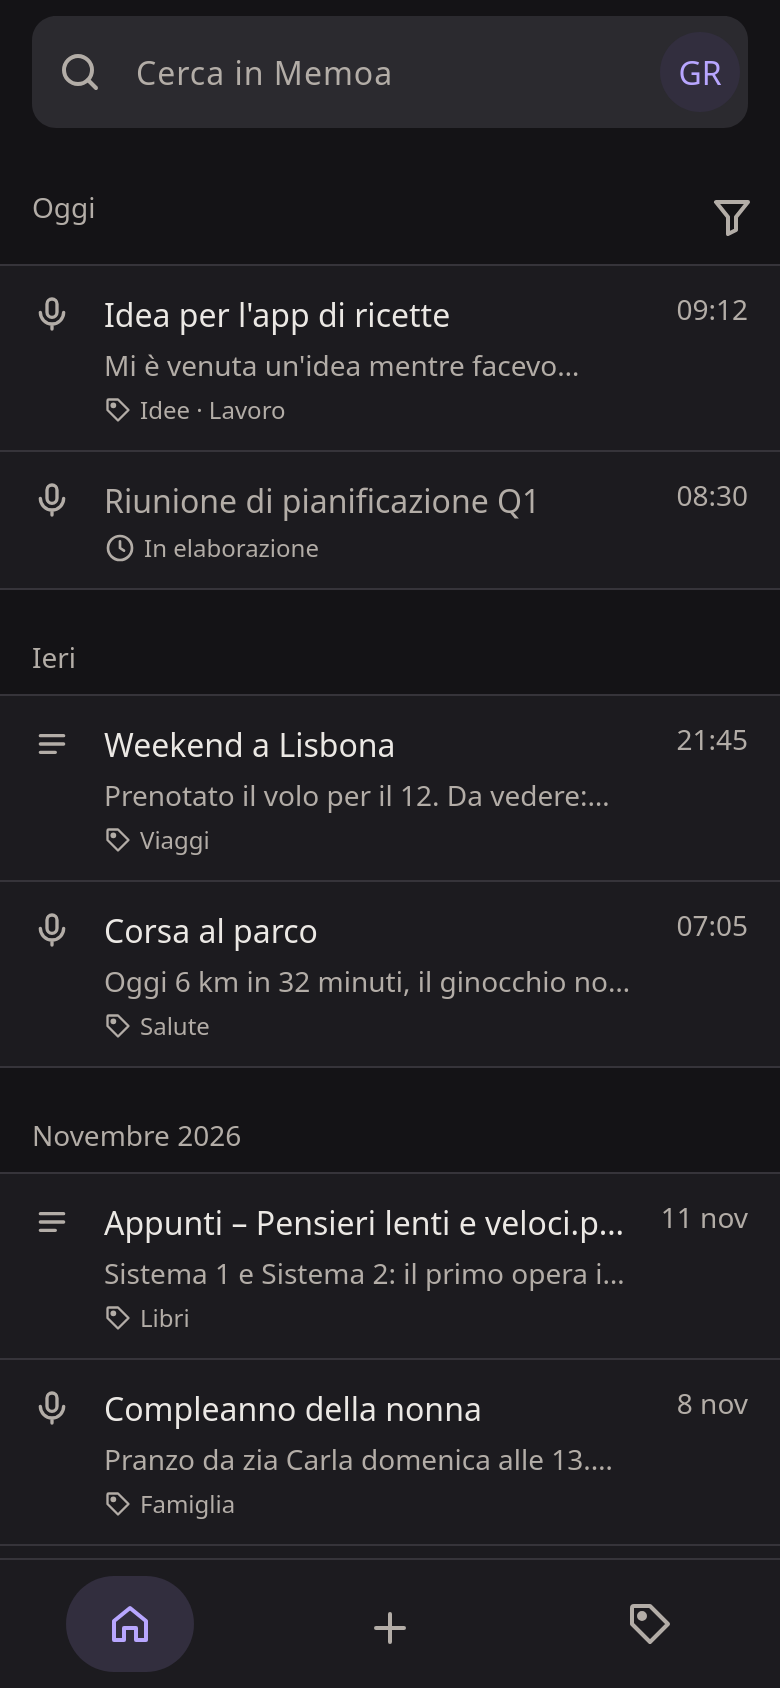 Cerca in Memoa
GR
Oggi
Idea per l'app di ricette
09:12
Mi è venuta un'idea mentre facevo...
Idee · Lavoro
Riunione di pianificazione Q1
08:30
In elaborazione
Ieri
Weekend a Lisbona
21:45
Prenotato il volo per il 12. Da vedere:...
Viaggi
Corsa al parco
07:05
Oggi 6 km in 32 minuti, il ginocchio no...
Salute
Novembre 2026
Appunti – Pensieri lenti e veloci.p...
11 nov
Sistema 1 e Sistema 2: il primo opera i...
Libri
Compleanno della nonna
8 nov
Pranzo da zia Carla domenica alle 13....
Famiglia